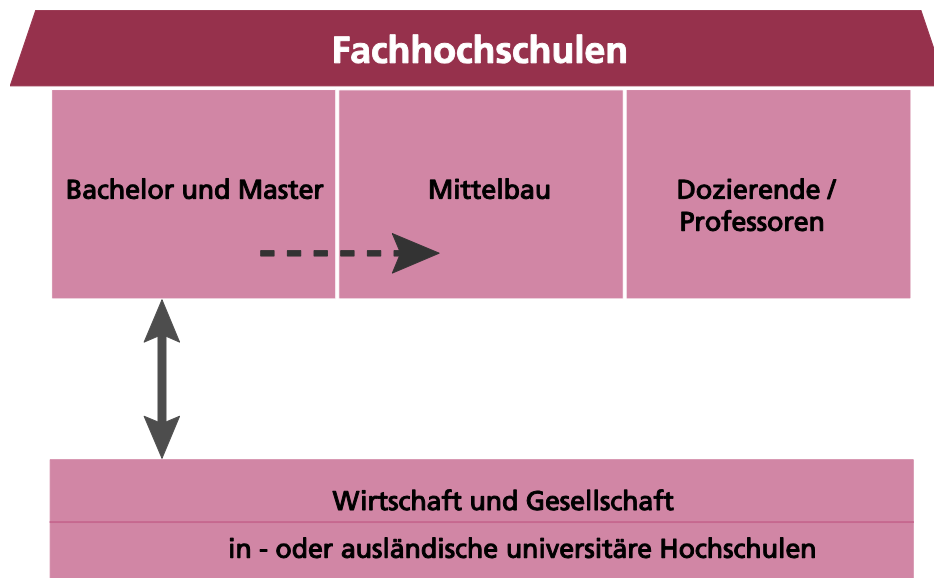 Fachhochschulen
Bachelor und Master
Mittelbau
Dozierende /
Professoren
Wirtschaft und Gesellschaft
in - oder ausländische universitäre Hochschulen